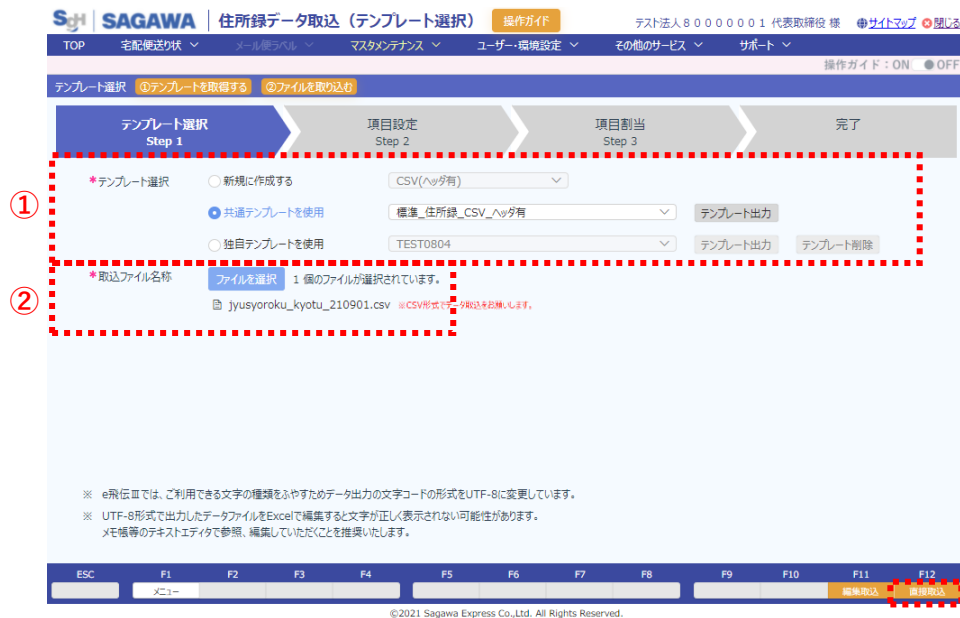 SGH SAGAWA 住所録データ取込（テンプレート選択） 操作ガイド テスト法人８０００００００１ 代表取締役 様 サイトマップ 閉じる
TOP 宅配便送り状 メール便ラベル マスタメンテナンス ユーザー・環境設定 その他のサービス サポート
操作ガイド：ON OFF
テンプレート選択 ①テンプレートを取得する ②ファイルを取り込む
テンプレート選択 項目設定 項目割当 完了
Step 1 Step 2 Step 3
① *テンプレート選択 新規に作成する CSV(ヘッダ有)
共通テンプレートを使用 標準_住所録_CSV_ヘッダ有 テンプレート出力
独自テンプレートを使用 TEST0804 テンプレート出力 テンプレート削除
② *取込ファイル名称 ファイルを選択 1 個のファイルが選択されています。
jyusyoroku_kyotu_210901.csv ※CSV形式でデータ取込をお願いします。
※ e飛伝Ⅲでは、ご利用できる文字の種類をふやすためデータ出力の文字コードの形式をUTF-8に変更しています。
※ UTF-8形式で出力したデータファイルをExcelで編集すると文字が正しく表示されない可能性があります。
メモ帳等のテキストエディタで参照、編集していただくことを推奨いたします。
ESC F1 F2 F3 F4 F5 F6 F7 F8 F9 F10 F11 F12
メニュー 編集取込 直接取込
©2021 Sagawa Express Co.,Ltd. All Rights Reserved.